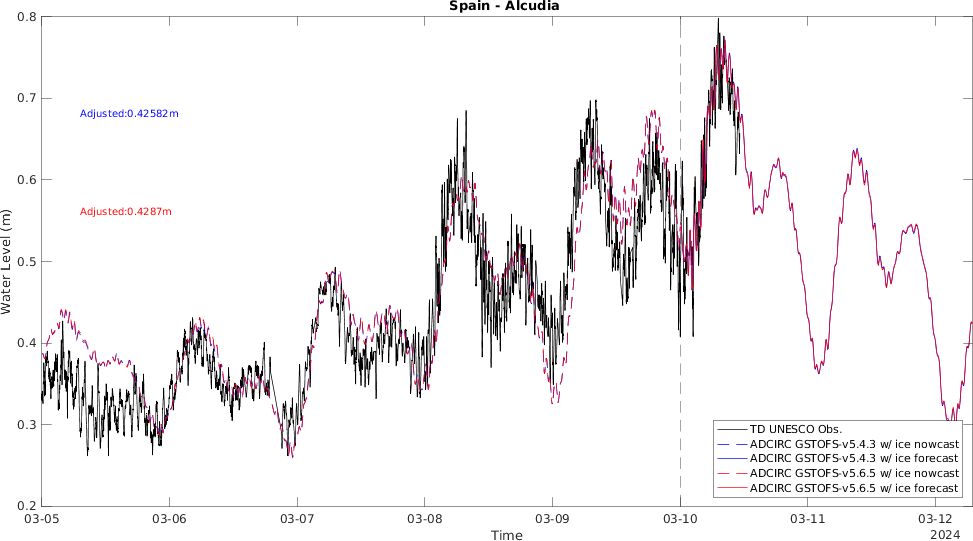 Spain - Alcudia
0.8
0.7
0.6
0.5
0.4
0.3
0.2
Water Level (m)
Adjusted:0.42582m
Adjusted:0.4287m
TD UNESCO Obs.
ADCIRC GSTOFS-v5.4.3 w/ ice nowcast
ADCIRC GSTOFS-v5.4.3 w/ ice forecast
ADCIRC GSTOFS-v5.6.5 w/ ice nowcast
ADCIRC GSTOFS-v5.6.5 w/ ice forecast
03-05 03-06 03-07 03-08 03-09 03-10 03-11 03-12
Time
2024